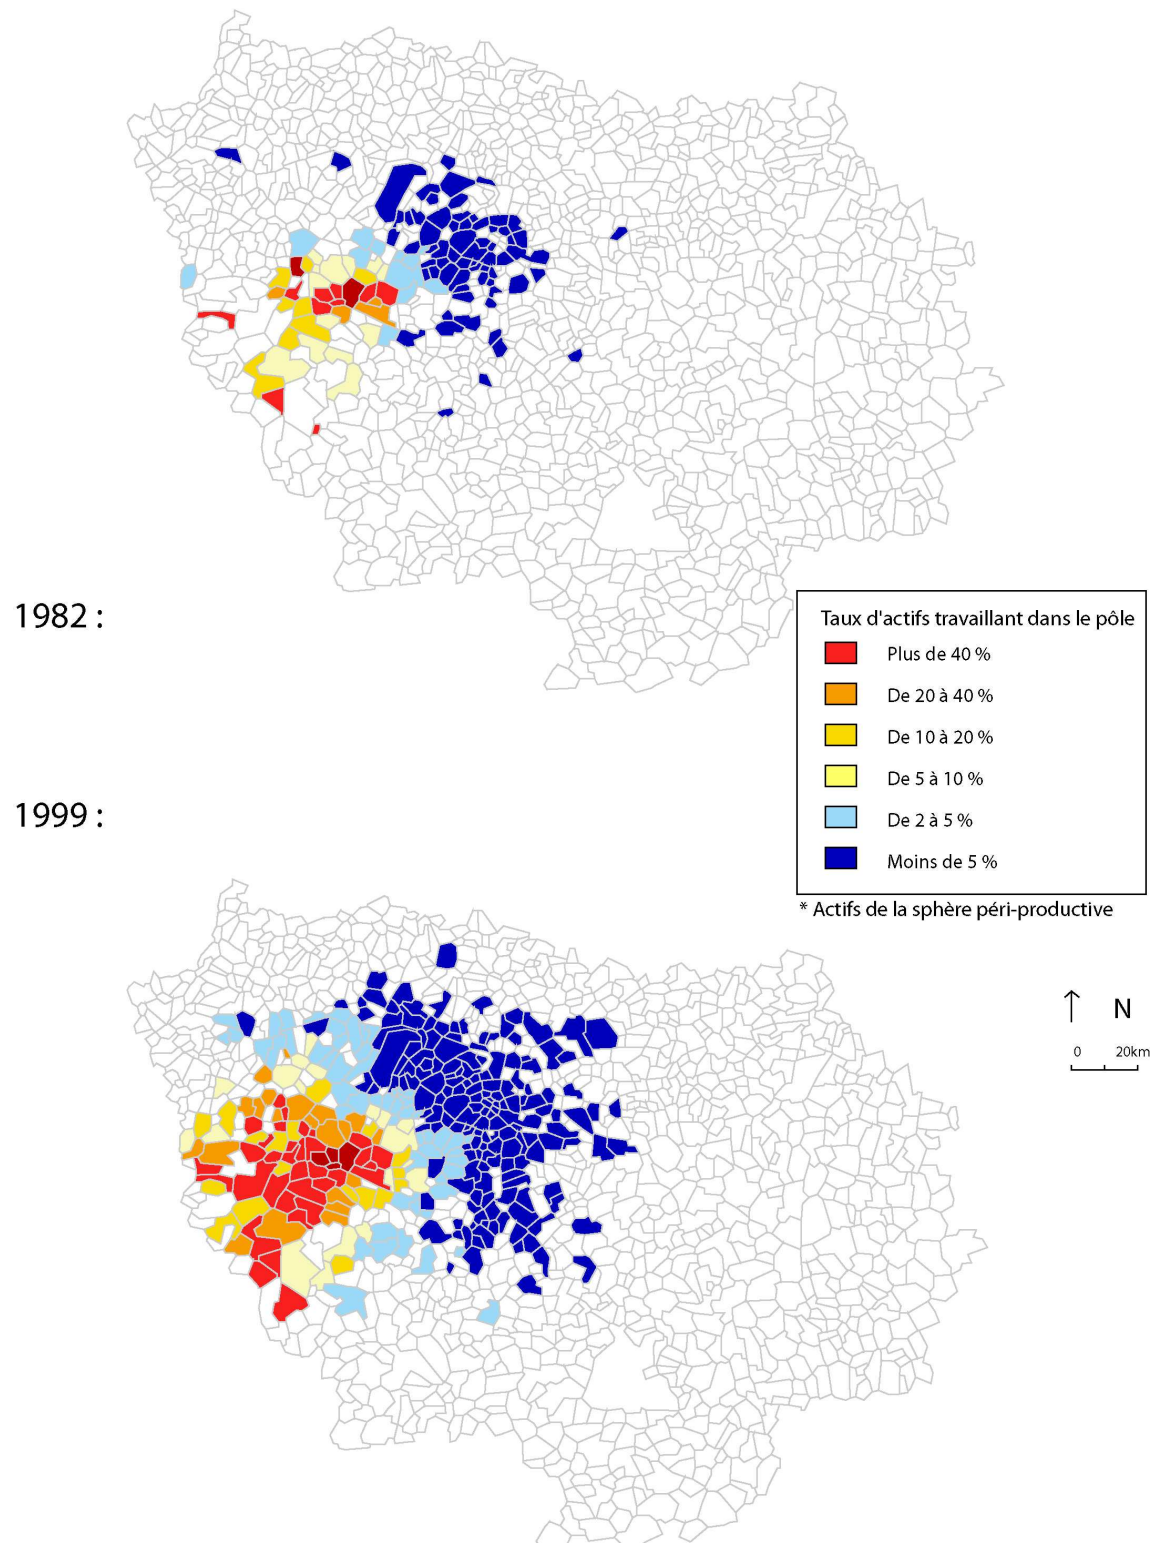 1982 :
Taux d'actifs travaillant dans le pôle
Plus de 40 %
De 20 à 40 %
De 10 à 20 %
De 5 à 10 %
De 2 à 5 %
Moins de 5 %
1999 :
* Actifs de la sphère péri-productive
N
0 20km